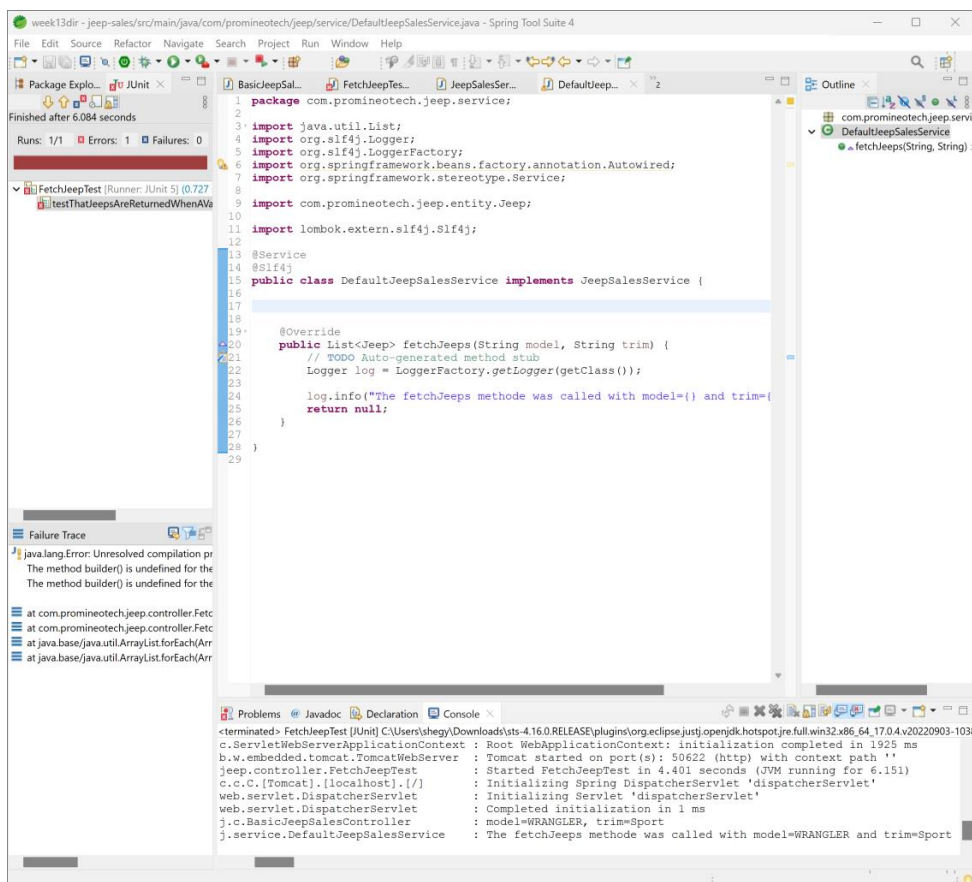 week13dir - jeep-sales/src/main/java/com/promineotech/jeep/service/DefaultJeepSalesService.java - Spring Tool Suite 4
File Edit Source Refactor Navigate Search Project Run Window Help
Package Explo... JUnit
Finished after 6.084 seconds
Runs: 1/1 Errors: 1 Failures: 0
FetchJeepTest [Runner: JUnit 5] (0.727
testThatJeepsAreReturnedWhenAVa
Failure Trace
java.lang.Error: Unresolved compilation pr
The method builder() is undefined for the
The method builder() is undefined for the
at com.promineotech.jeep.controller.Fetc
at com.promineotech.jeep.controller.Fetc
at java.base/java.util.ArrayList.forEach(Arr
at java.base/java.util.ArrayList.forEach(Arr
BasicJeepSal... FetchJeepTes... JeepSalesSer... DefaultJeep... 2
1 package com.promineotech.jeep.service;
2
3 import java.util.List;
4 import org.slf4j.Logger;
5 import org.slf4j.LoggerFactory;
6 import org.springframework.beans.factory.annotation.Autowired;
7 import org.springframework.stereotype.Service;
8
9 import com.promineotech.jeep.entity.Jeep;
10
11 import lombok.extern.slf4j.Slf4j;
12
13 @Service
14 @Slf4j
15 public class DefaultJeepSalesService implements JeepSalesService {
16
17
18
19 @Override
20 public List<Jeep> fetchJeeps(String model, String trim) {
21 // TODO Auto-generated method stub
22 Logger log = LoggerFactory.getLogger(getClass());
23
24 log.info("The fetchJeeps methode was called with model={} and trim={
25 return null;
26 }
27
28 }
29
Outline
com.promineotech.jeep.servi
DefaultJeepSalesService
fetchJeeps(String, String) :
Problems Javadoc Declaration Console
<terminated> FetchJeepTest [JUnit] C:\Users\shegy\Downloads\sts-4.16.0.RELEASE\plugins\org.eclipse.justj.openjdk.hotspot.jre.full.win32.x86_64_17.0.4.v20220903-1038
c.ServletWebServerApplicationContext : Root WebApplicationContext: initialization completed in 1925 ms
b.w.embedded.tomcat.TomcatWebServer : Tomcat started on port(s): 50622 (http) with context path ''
jeep.controller.FetchJeepTest : Started FetchJeepTest in 4.401 seconds (JVM running for 6.151)
c.c.C.[Tomcat].[localhost].[/] : Initializing Spring DispatcherServlet 'dispatcherServlet'
web.servlet.DispatcherServlet : Initializing Servlet 'dispatcherServlet'
web.servlet.DispatcherServlet : Completed initialization in 1 ms
j.c.BasicJeepSalesController : model=WRANGLER, trim=Sport
j.service.DefaultJeepSalesService : The fetchJeeps methode was called with model=WRANGLER and trim=Sport